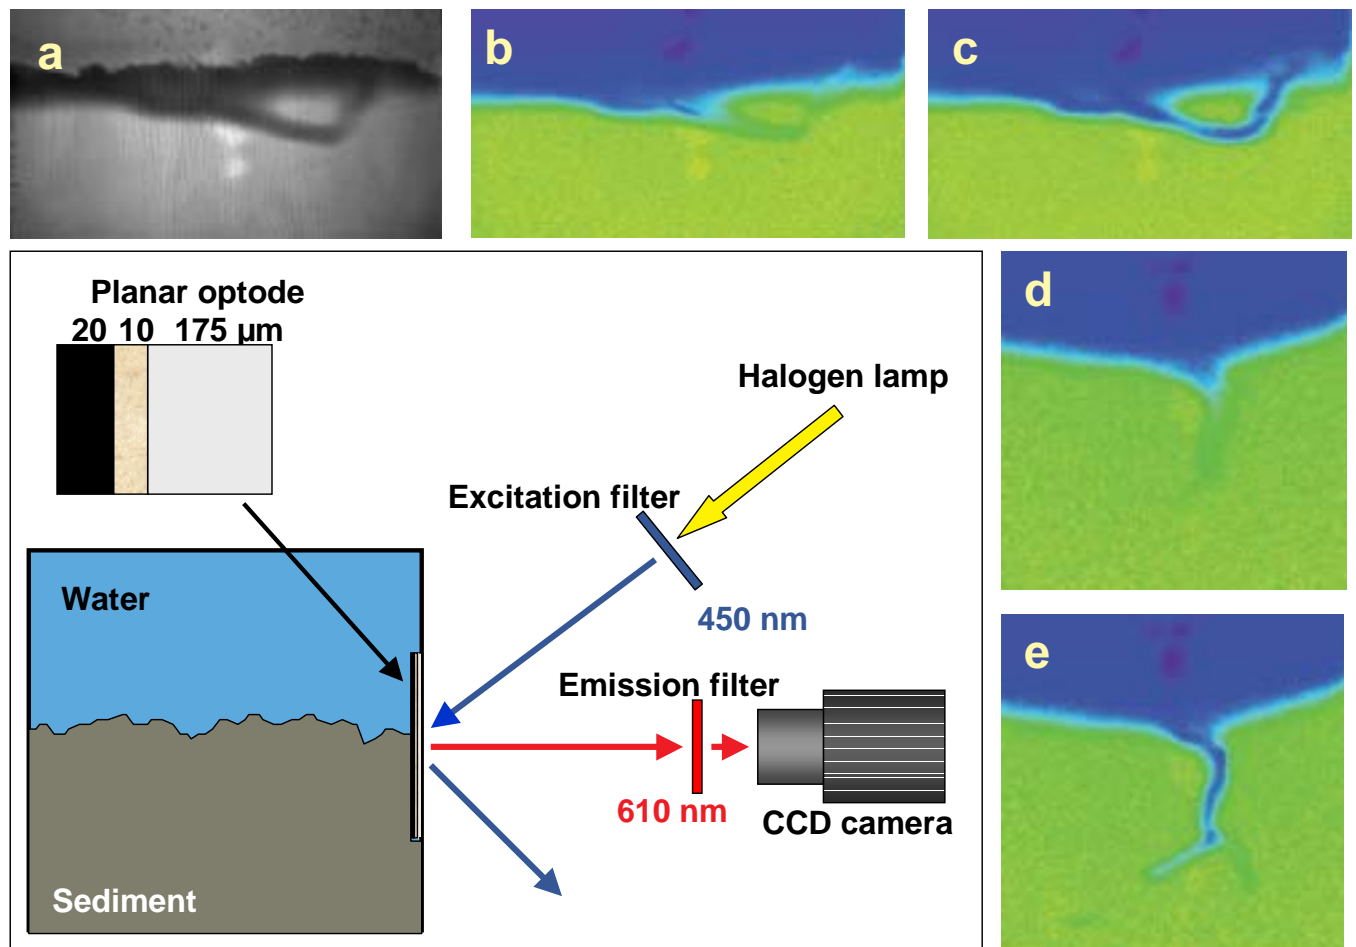 a
b
c
Planar optode
20 10 175 µm
Halogen lamp
Excitation filter
450 nm
Water
Emission filter
610 nm
CCD camera
Sediment
d
e